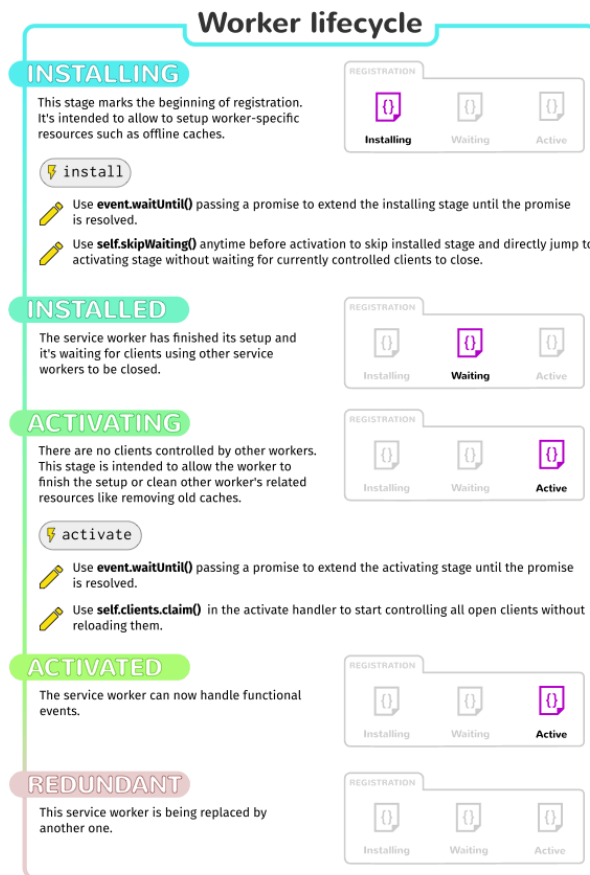 Worker lifecycle
INSTALLING
This stage marks the beginning of registration.
It's intended to allow to setup worker-specific
resources such as offline caches.
REGISTRATION
{}
{}
{}
Installing
Waiting
Active
install
Use event.waitUntil() passing a promise to extend the installing stage until the promise
is resolved.
Use self.skipWaiting() anytime before activation to skip installed stage and directly jump to
activating stage without waiting for currently controlled clients to close.
INSTALLED
The service worker has finished its setup and
it's waiting for clients using other service
workers to be closed.
REGISTRATION
{}
{}
{}
Installing
Waiting
Active
ACTIVATING
There are no clients controlled by other workers.
This stage is intended to allow the worker to
finish the setup or clean other worker's related
resources like removing old caches.
REGISTRATION
{}
{}
{}
Installing
Waiting
Active
activate
Use event.waitUntil() passing a promise to extend the activating stage until the promise
is resolved.
Use self.clients.claim() in the activate handler to start controlling all open clients without
reloading them.
ACTIVATED
The service worker can now handle functional
events.
REGISTRATION
{}
{}
{}
Installing
Waiting
Active
REDUNDANT
This service worker is being replaced by
another one.
REGISTRATION
{}
{}
{}
Installing
Waiting
Active